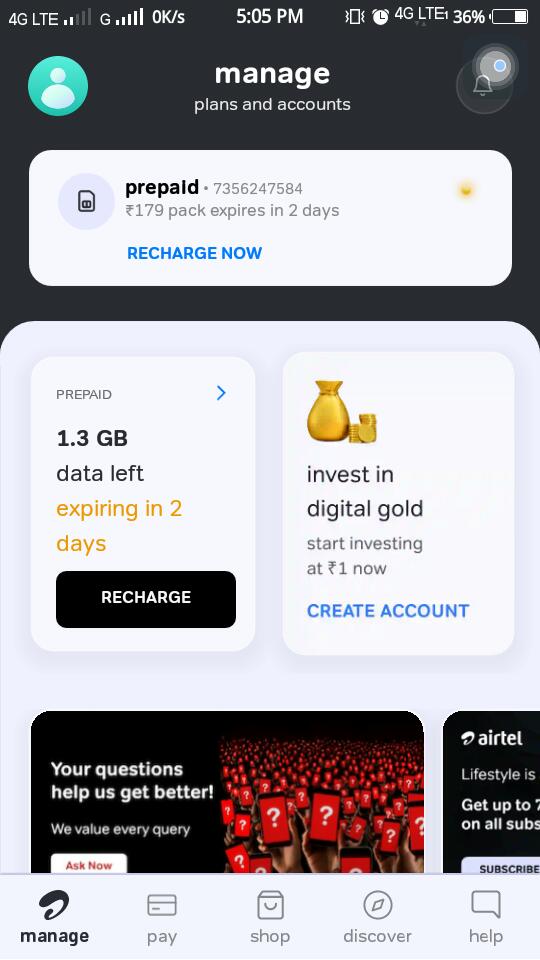 4G LTE G 0K/s 5:05 PM 4G LTE 36%
manage
plans and accounts
prepaid • 7356247584
₹179 pack expires in 2 days
RECHARGE NOW
PREPAID
1.3 GB
data left
expiring in 2
days
RECHARGE
invest in
digital gold
start investing
at ₹1 now
CREATE ACCOUNT
Your questions
help us get better!
We value every query
Ask Now
? ? ? ?
airtel
Lifestyle is
Get up to
on all subs
SUBSCRIBE
manage pay shop discover help